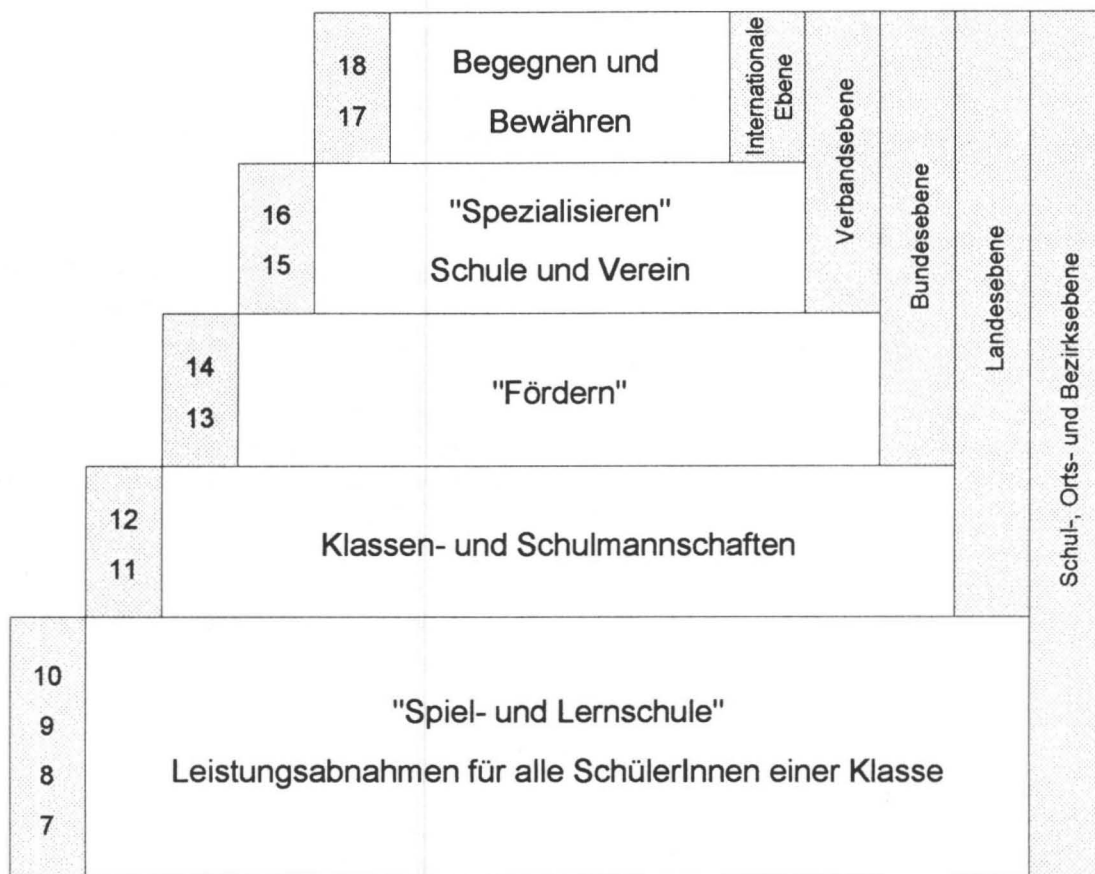 18
17
Begegnen und
Bewähren
Internationale
Ebene
Verbandsebene
Bundesebene
Landesebene
Schul-, Orts- und Bezirksebene
16
15
"Spezialisieren"
Schule und Verein
14
13
"Fördern"
12
11
Klassen- und Schulmannschaften
10
9
8
7
"Spiel- und Lernschule"
Leistungsabnahmen für alle SchülerInnen einer Klasse